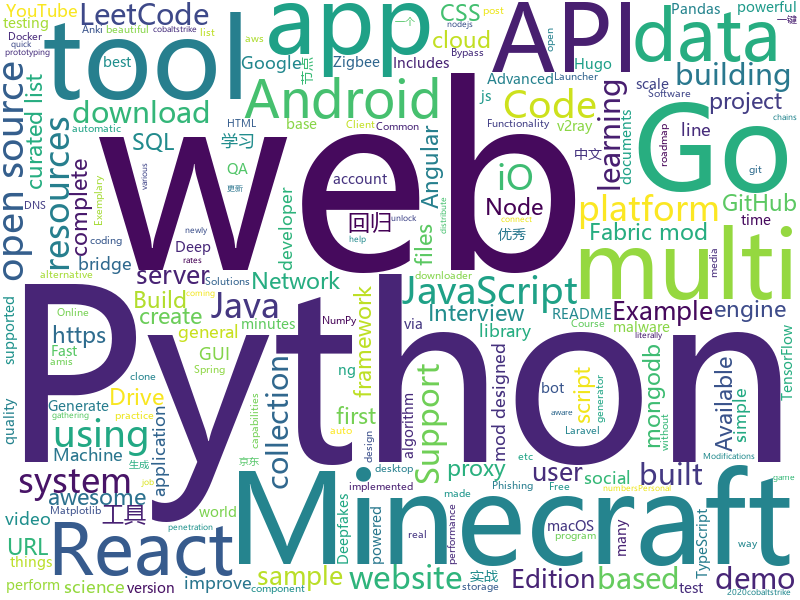 YouTube LeetCode app API Pandas powerful
testing Anki beautiful cobaltstrike list aws CSS nodejs post 一个 open 一键
Docker quick prototyping best tool Google 节点 Zigbee Includes cloud Bypass Hugo Advanced Launcher data building
open source curated list download Android Code js scale Software project
resources SQL 学习 base Client Common Functionality v2ray learning documents line roadmap git chains
DNS automatic HTML QA web account Angular iO 中文 Go GitHub
Exemplary various 更新 developer 回归 unlock distribute Node platform time
complete coding Deep files connect 优秀 Fabric mod
bridge server Network help multi media
alternative rates downloader
supported Online Solutions coming Build create Java minutes NumPy JavaScript Example engine
https Fast amis general via Interview README malware Course literally
clone Spring GUI Python ng framework library
Generate Drive first mod designed bot script generator aware mongodb Available simple without TensorFlow
quality gathering practice job auto Support algorithm Laravel
using Machine application collection capabilities desktop implemented etc proxy
system 生成 京东 design user social built Modifications game
awesome Matplotlib Minecraft Phishing Free numbersPersonal
video 工具 world Deepfakes powered made real performance program macOS many TypeScript way
URL React penetration
things sample website component storage 实战 Edition based test demo
perform science version improve 2020cobaltstrike